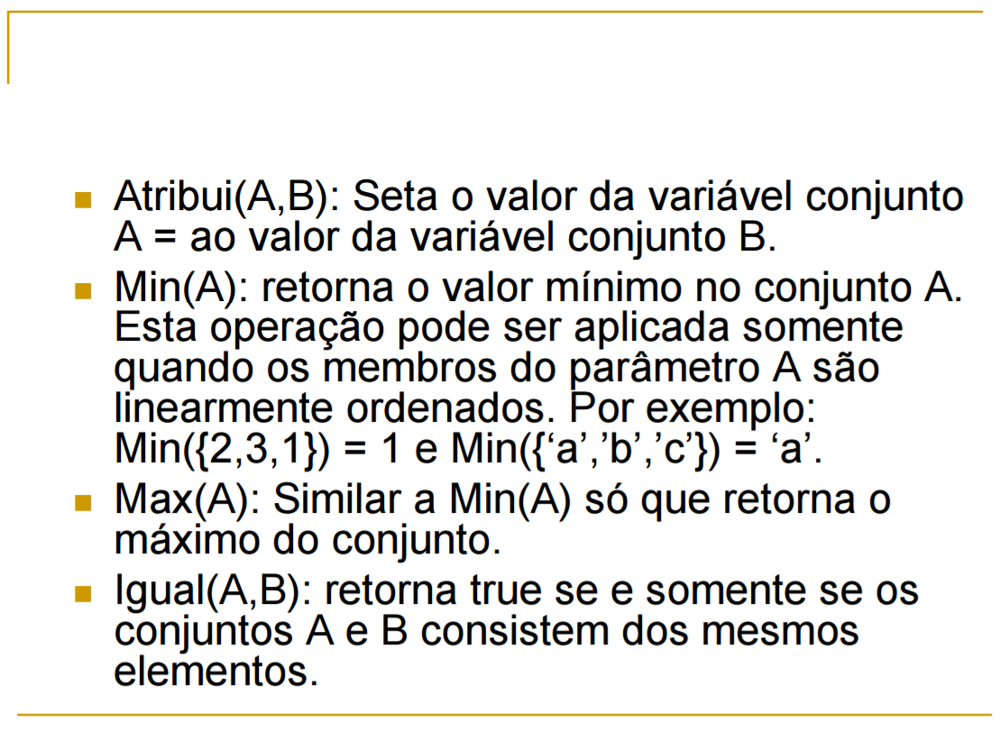 Atribui(A,B): Seta o valor da variável conjunto
A = ao valor da variável conjunto B.
Min(A): retorna o valor mínimo no conjunto A.
Esta operação pode ser aplicada somente
quando os membros do parâmetro A são
linearmente ordenados. Por exemplo:
Min({2,3,1}) = 1 e Min({‘a’,’b’,’c’}) = ‘a’.
Max(A): Similar a Min(A) só que retorna o
máximo do conjunto.
Igual(A,B): retorna true se e somente se os
conjuntos A e B consistem dos mesmos
elementos.